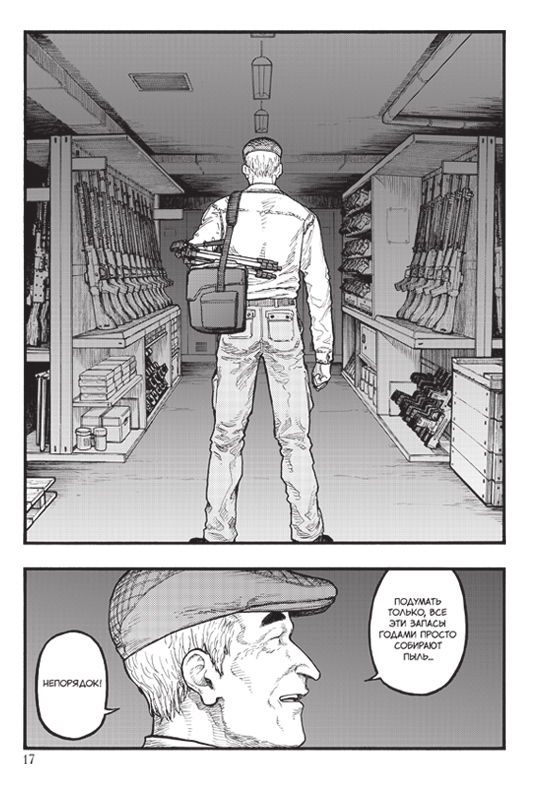 ПОДУМАТЬ
ТОЛЬКО, ВСЕ
ЭТИ ЗАПАСЫ
ГОДАМИ ПРОСТО
СОБИРАЮТ
ПЫЛЬ...
НЕПОРЯДОК!
17